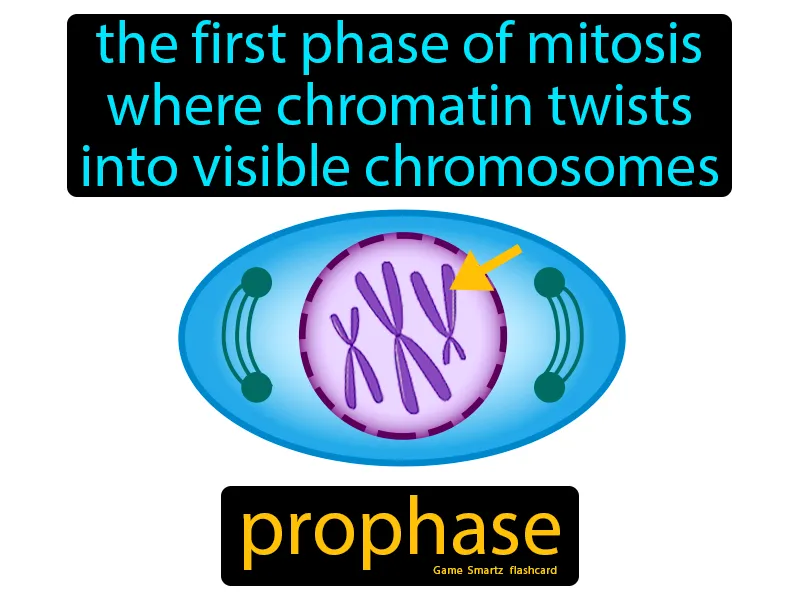 the first phase of mitosis
where chromatin twists
into visible chromosomes
prophase
Game Smartz flashcard